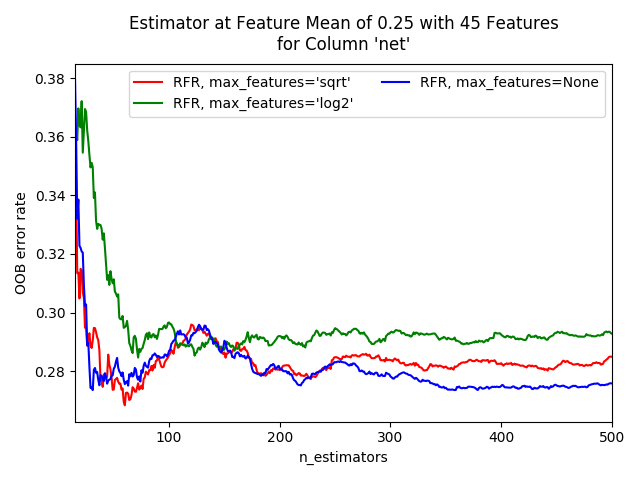 Estimator at Feature Mean of 0.25 with 45 Features
for Column 'net'
RFR, max_features='sqrt'
RFR, max_features='log2'
RFR, max_features=None
OOB error rate
0.38
0.36
0.34
0.32
0.30
0.28
100
200
300
400
500
n_estimators